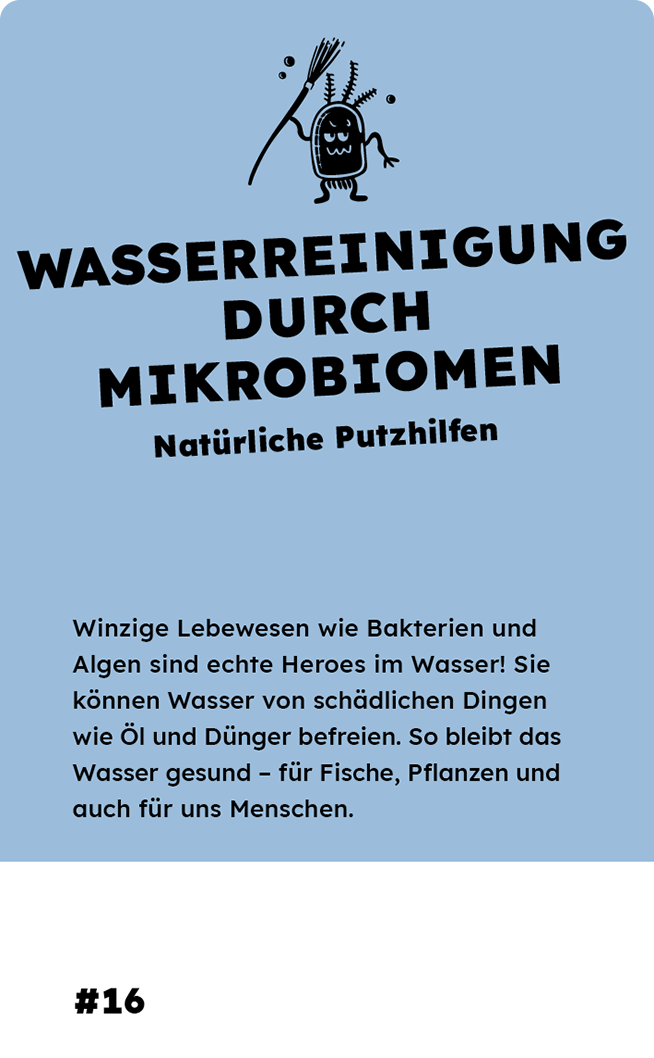 WASSERREINIGUNG
DURCH
MIKROBIOMEN
Natürliche Putzhilfen
Winzige Lebewesen wie Bakterien und
Algen sind echte Heroes im Wasser! Sie
können Wasser von schädlichen Dingen
wie Öl und Dünger befreien. So bleibt das
Wasser gesund – für Fische, Pflanzen und
auch für uns Menschen.
#16